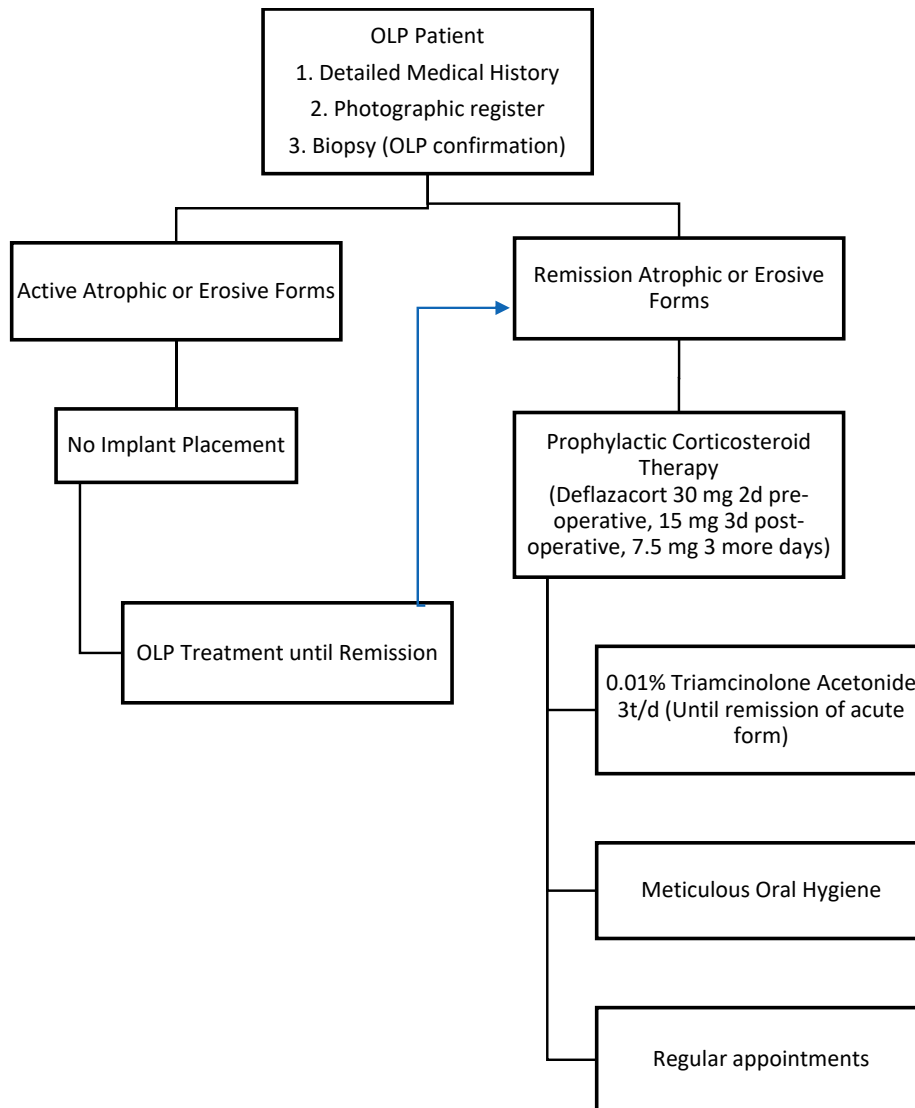 OLP Patient
1. Detailed Medical History
2. Photographic register
3. Biopsy (OLP confirmation)
Active Atrophic or Erosive Forms
Remission Atrophic or Erosive
Forms
No Implant Placement
Prophylactic Corticosteroid
Therapy
(Deflazacort 30 mg 2d pre-
operative, 15 mg 3d post-
operative, 7.5 mg 3 more days)
OLP Treatment until Remission
0.01% Triamcinolone Acetonide
3t/d (Until remission of acute
form)
Meticulous Oral Hygiene
Regular appointments